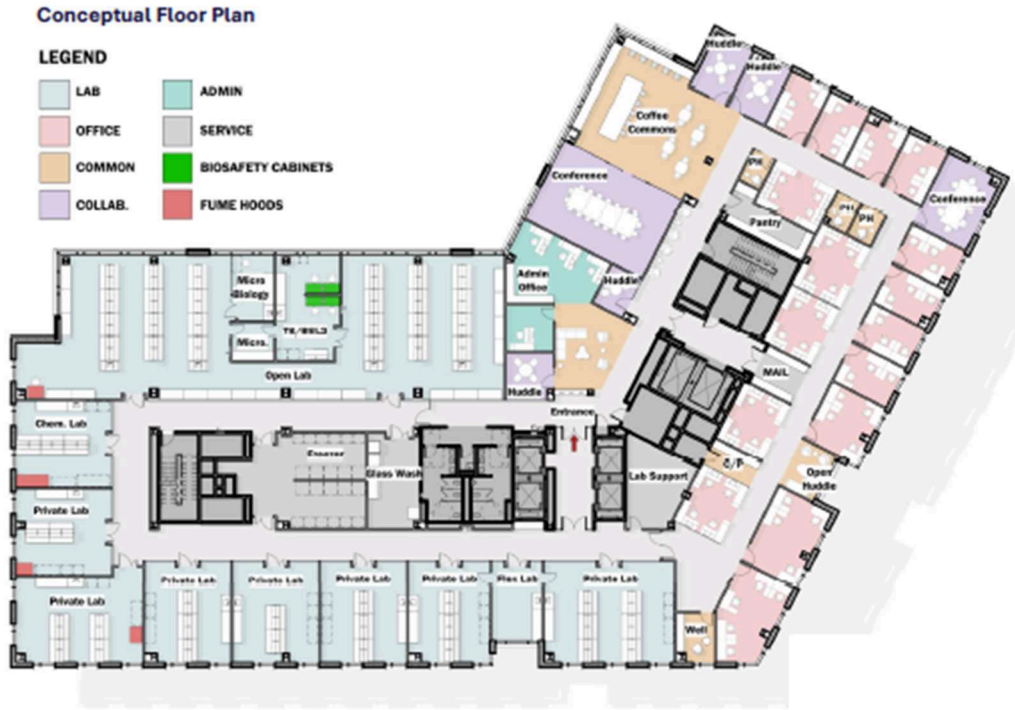 Conceptual Floor Plan
LEGEND
LAB
ADMIN
OFFICE
SERVICE
COMMON
BIOSAFETY CABINETS
COLLAB.
FUME HOODS
Huddle
Huddle
Coffee
Commons
Conference
PH
PH
PH
Conference
Pantry
Admin
Office
Huddle
Micro
Biology
Micro.
Open Lab
MAIL
Huddle
Entrance
Chem. Lab
Freezer
Glass Wash
Lab Support
C/P
Open
Huddle
Private Lab
Private Lab
Private Lab
Private Lab
Private Lab
Private Lab
Flex Lab
Private Lab
Well